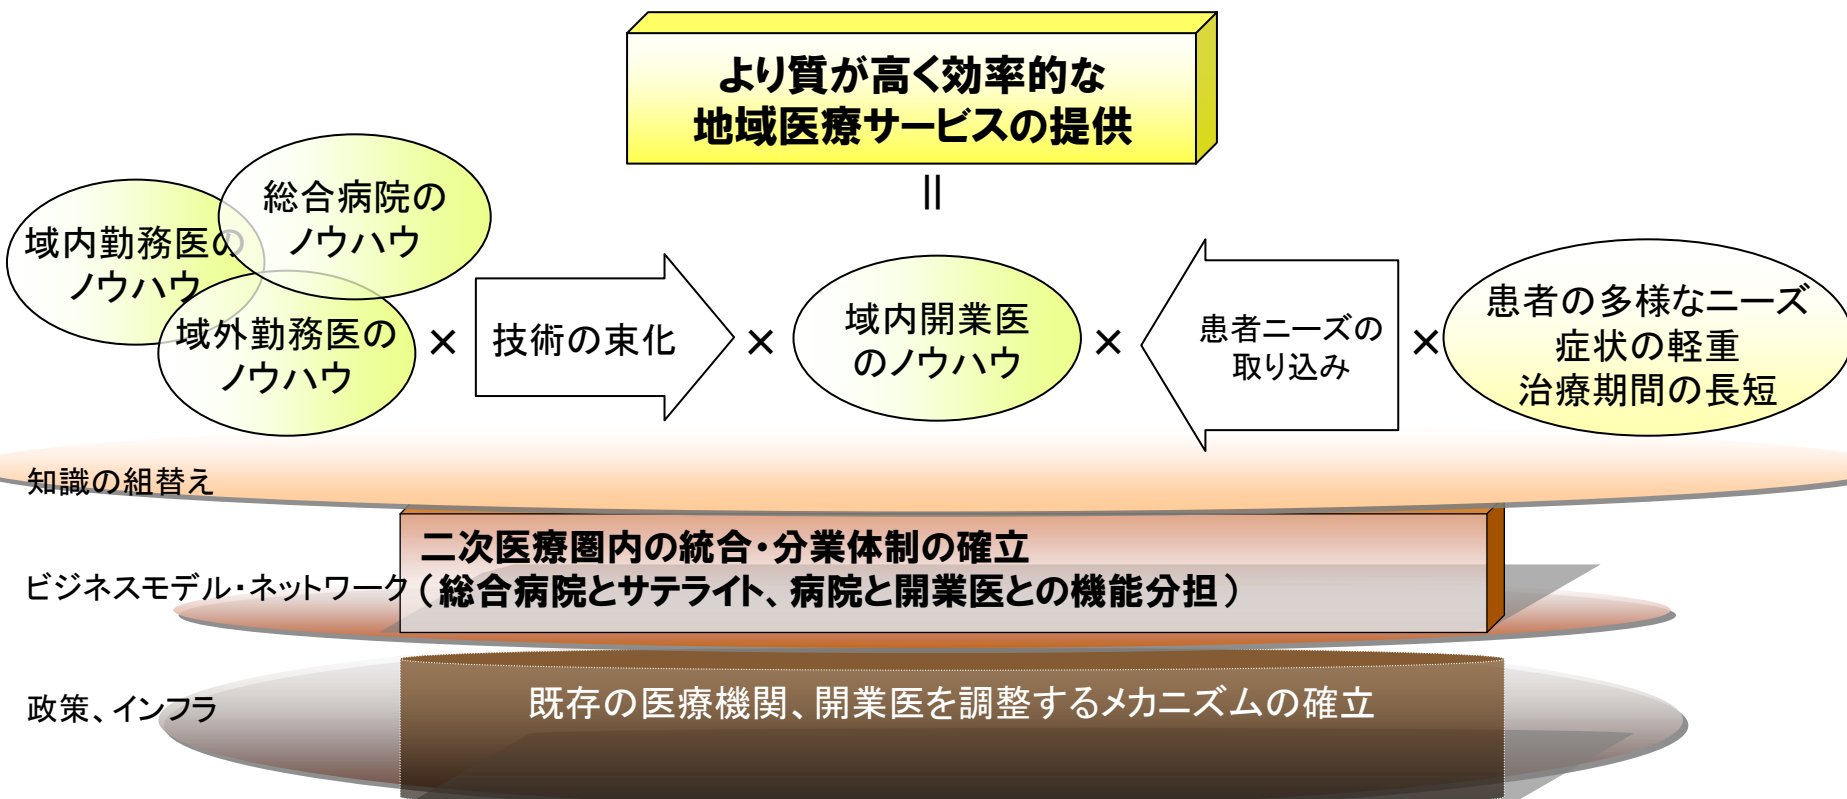 より質が高く効率的な
地域医療サービスの提供
＝
総合病院の
ノウハウ
域内勤務医の
ノウハウ
域外勤務医の
ノウハウ
×
技術の束化
×
域内開業医
のノウハウ
×
患者ニーズの
取り込み
×
患者の多様なニーズ
症状の軽重
治療期間の長短
知識の組替え
二次医療圏内の統合・分業体制の確立
ビジネスモデル・ネットワーク
（総合病院とサテライト、病院と開業医との機能分担）
政策、インフラ
既存の医療機関、開業医を調整するメカニズムの確立